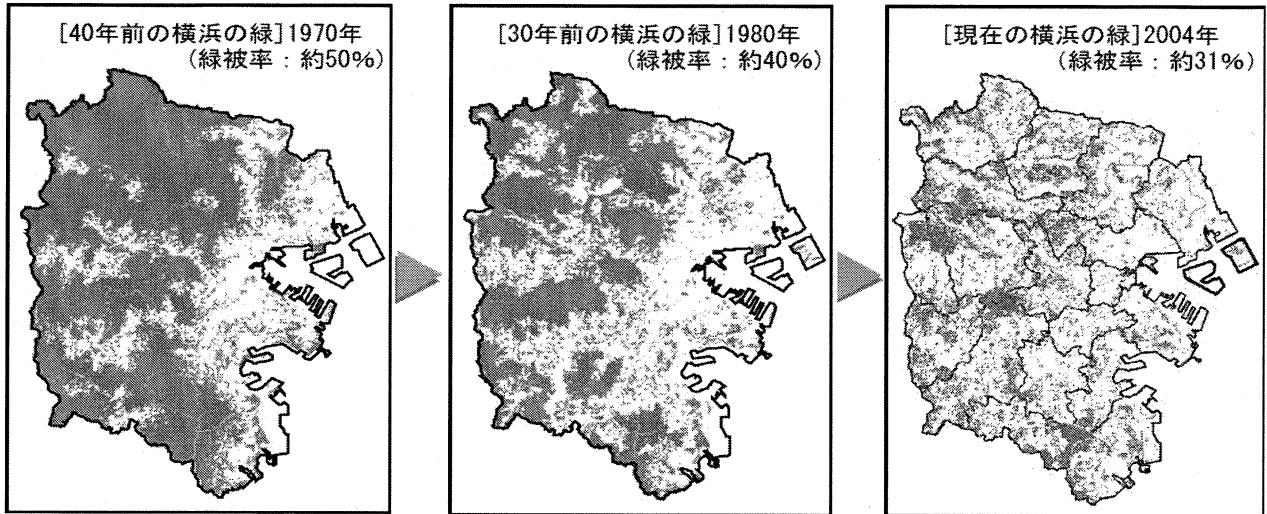 [40年前の横浜の緑]1970年
(緑被率：約50%)
[30年前の横浜の緑]1980年
(緑被率：約40%)
[現在の横浜の緑]2004年
(緑被率：約31%)